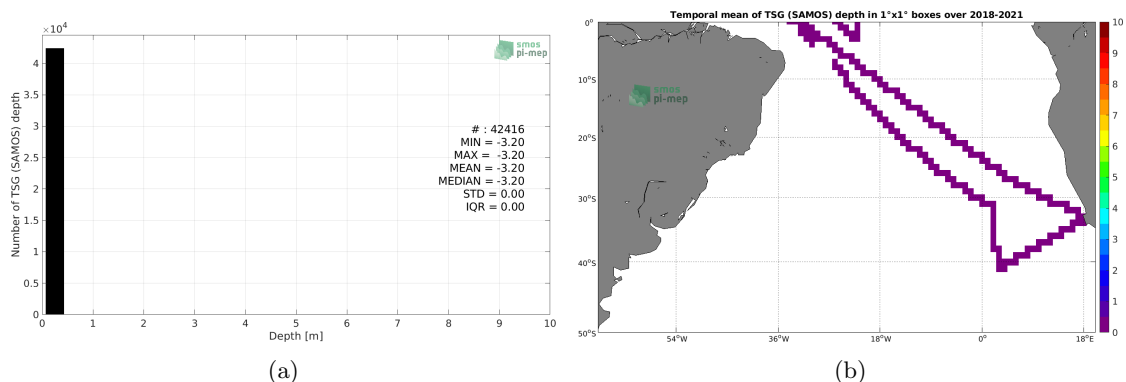 ×10⁴
4
3.5
3
2.5
2
1.5
1
0.5
0
Number of TSG (SAMOS) depth
smos
pi-mep
# : 42416
MIN = -3.20
MAX = -3.20
MEAN = -3.20
MEDIAN = -3.20
STD = 0.00
IQR = 0.00
0 1 2 3 4 5 6 7 8 9 10
Depth [m]
(a)
Temporal mean of TSG (SAMOS) depth in 1°x1° boxes over 2018-2021
0°
10°S
20°S
30°S
40°S
50°S
smos
pi-mep
54°W 36°W 18°W 0° 18°E
10
9
8
7
6
5
4
3
2
1
0
(b)